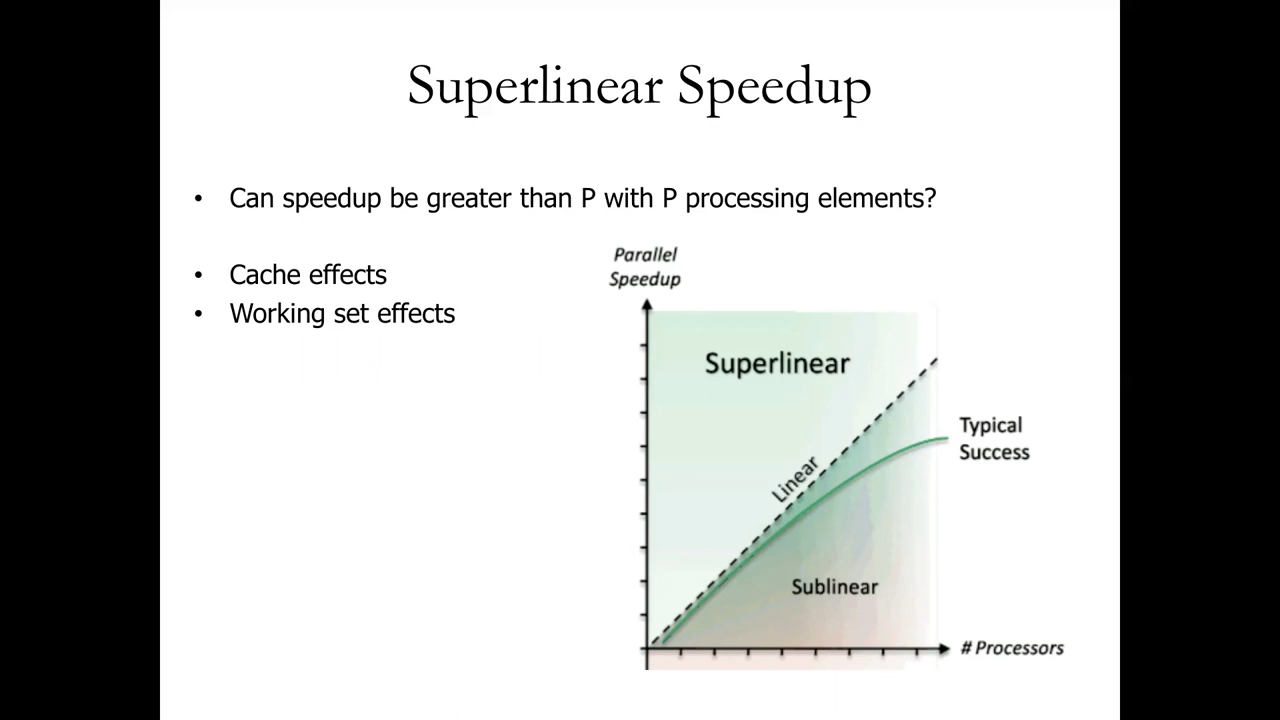 Superlinear Speedup
• Can speedup be greater than P with P processing elements?
• Cache effects
• Working set effects
Parallel
Speedup
Superlinear
Linear
Typical
Success
Sublinear
# Processors